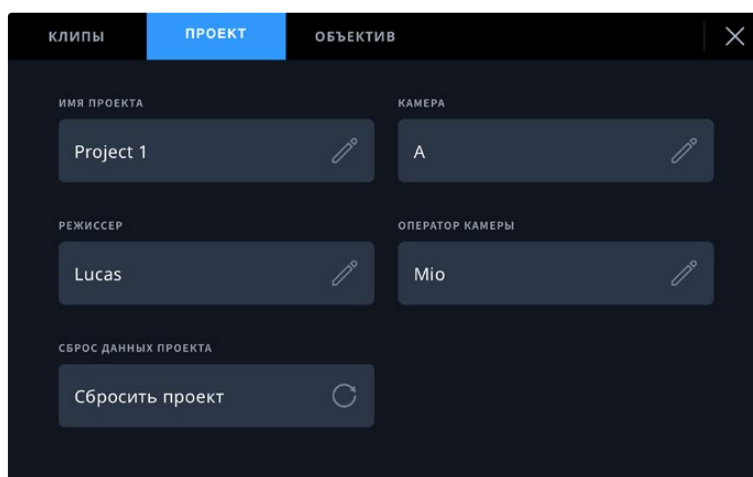 КЛИПЫ ПРОЕКТ ОБЪЕКТИВ
ИМЯ ПРОЕКТА КАМЕРА
Project 1 A
РЕЖИССЕР ОПЕРАТОР КАМЕРЫ
Lucas Mio
СБРОС ДАННЫХ ПРОЕКТА
Сбросить проект